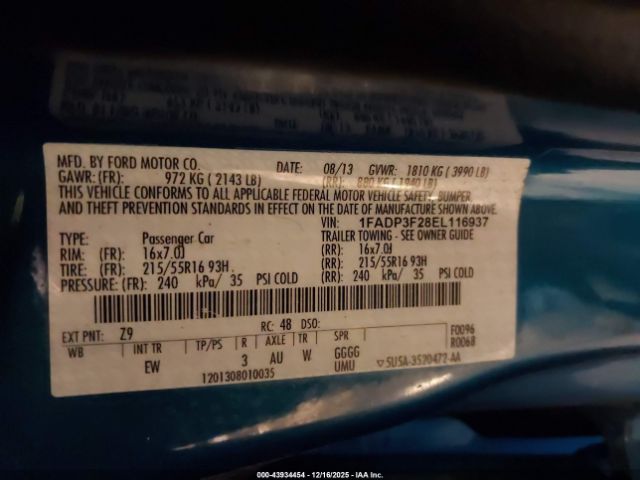 MFD. BY FORD MOTOR CO. DATE: 08/13 GVWR: 1810 KG ( 3990 LB)
GAWR: (FR): 972 KG ( 2143 LB) (RR): 880 KG ( 1940 LB)
THIS VEHICLE CONFORMS TO ALL APPLICABLE FEDERAL MOTOR VEHICLE SAFETY, BUMPER,
AND THEFT PREVENTION STANDARDS IN EFFECT ON THE DATE OF MANUFACTURE SHOWN ABOVE.
VIN: 1FADP3F28EL116937
TYPE: Passenger Car TRAILER TOWING - SEE OWNER GUIDE
RIM: (FR): 16x7.0J (RR): 16x7.0J
TIRE: (FR): 215/55R16 93H (RR): 215/55R16 93H
PRESSURE: (FR): 240 kPa/ 35 PSI COLD (RR): 240 kPa/ 35 PSI COLD
EXT PNT: Z9 RC: 48 DSO: F0096
WB INT TR TP/PS R AXLE TR SPR R0068
EW 3 AU W GGGG
UMU ▽5U5A-3520472-AA
1201308010035
000-43934454 - 12/16/2025 - IAA Inc.